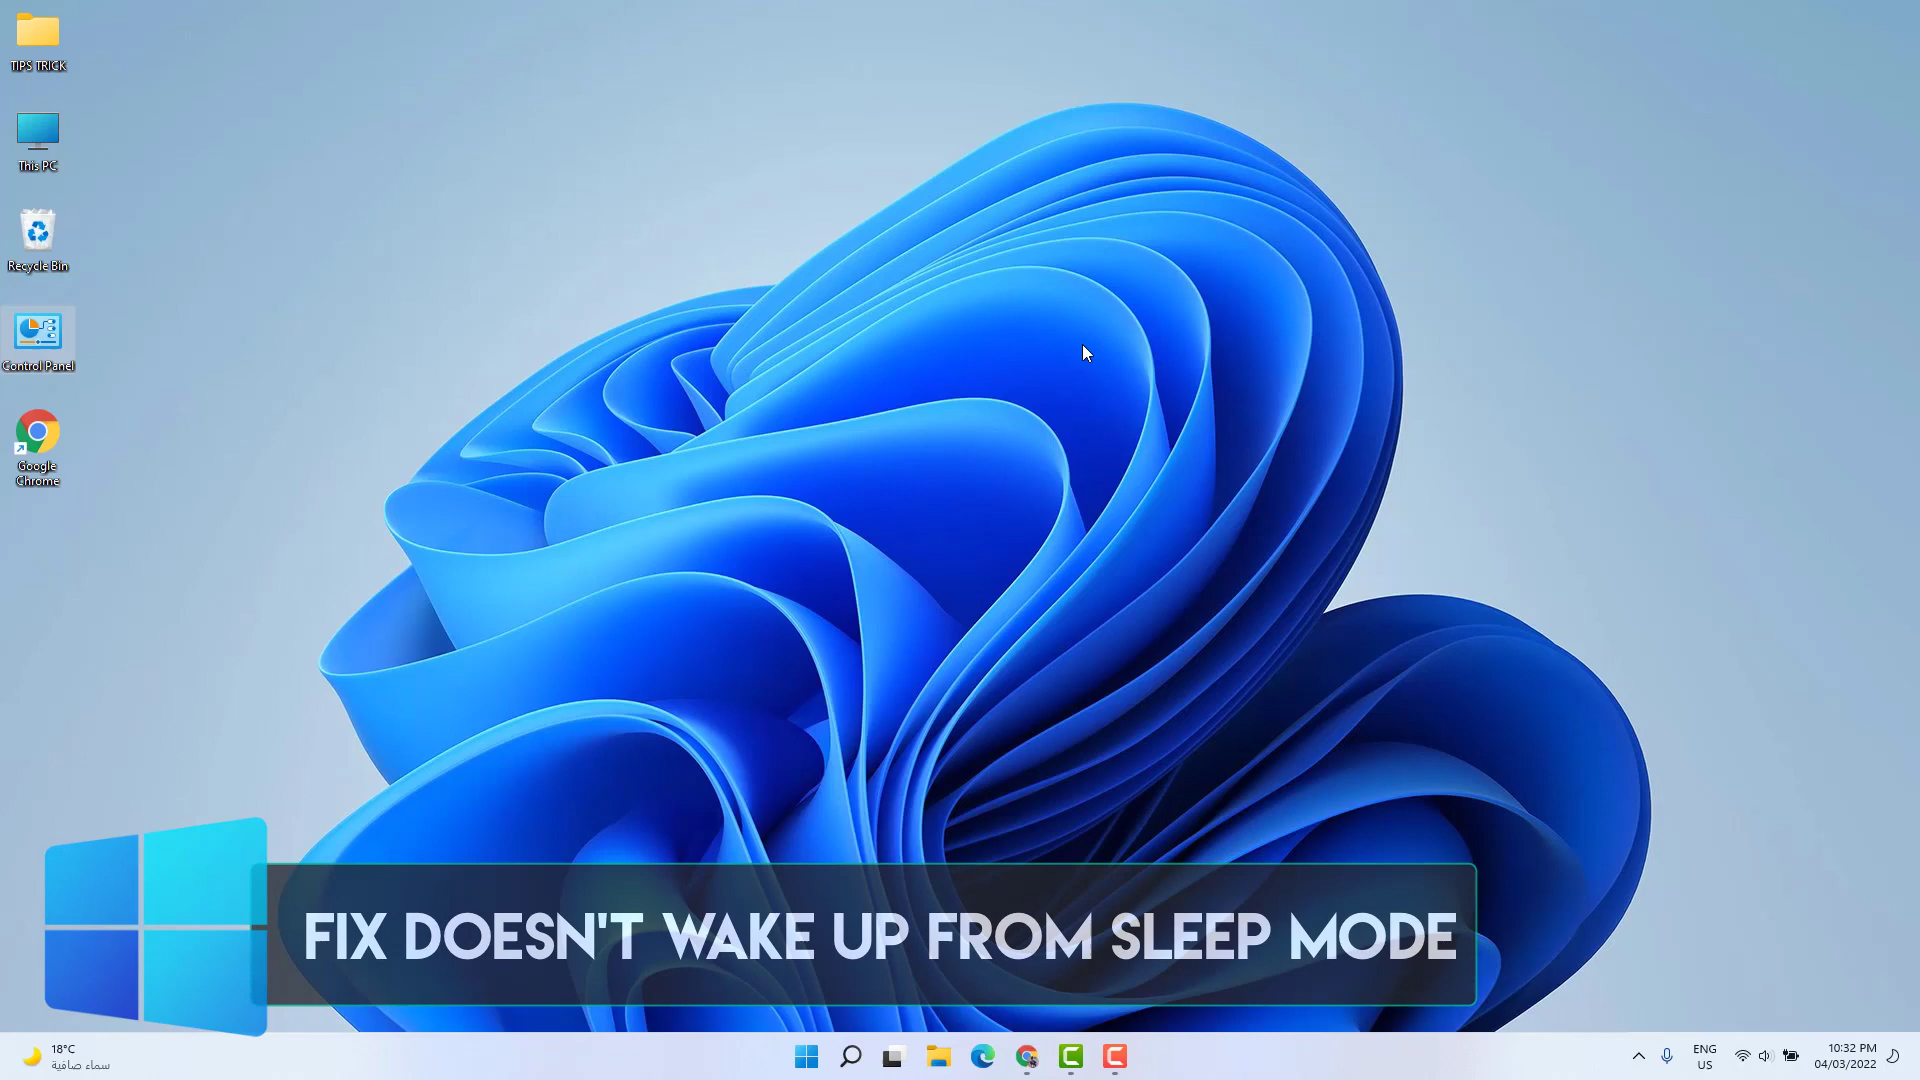 TIPS TRICK
This PC
Recycle Bin
Control Panel
Google
Chrome
FIX DOESN'T WAKE UP FROM SLEEP MODE
18°C
سماء صافية
ENG
US
10:32 PM
04/03/2022